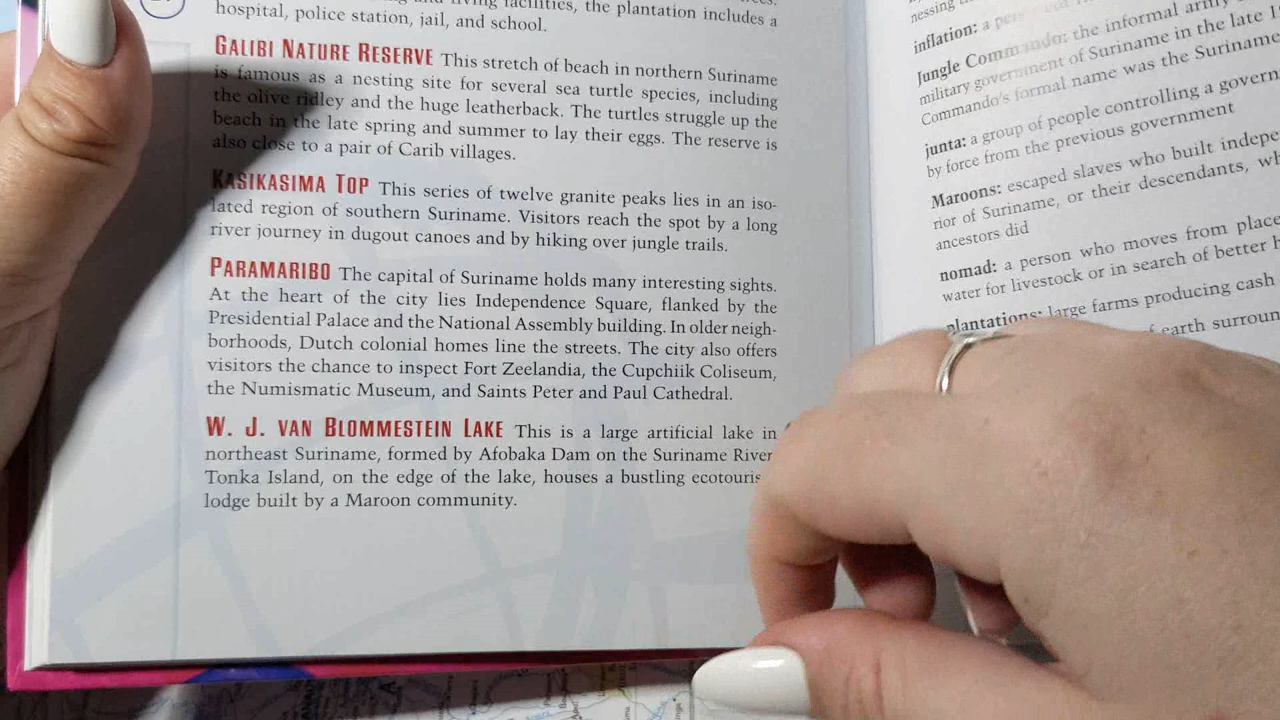 living facilities, the plantation includes a
hospital, police station, jail, and school.
GALIBI NATURE RESERVE This stretch of beach in northern Suriname
is famous as a nesting site for several sea turtle species, including
the olive ridley and the huge leatherback. The turtles struggle up the
beach in the late spring and summer to lay their eggs. The reserve is
also close to a pair of Carib villages.
KASIKASIMA TOP This series of twelve granite peaks lies in an iso-
lated region of southern Suriname. Visitors reach the spot by a long
river journey in dugout canoes and by hiking over jungle trails.
PARAMARIBO The capital of Suriname holds many interesting sights.
At the heart of the city lies Independence Square, flanked by the
Presidential Palace and the National Assembly building. In older neigh-
borhoods, Dutch colonial homes line the streets. The city also offers
visitors the chance to inspect Fort Zeelandia, the Cupchiik Coliseum,
the Numismatic Museum, and Saints Peter and Paul Cathedral.
W. J. VAN BLOMMESTEIN LAKE This is a large artificial lake in
northeast Suriname, formed by Afobaka Dam on the Suriname River
Tonka Island, on the edge of the lake, houses a bustling ecotouris
lodge built by a Maroon community.
inflation: a
Jungle Commando: the informal army
military government of Suriname in the late
Commando's formal name was the Suriname
junta: a group of people controlling a govern
by force from the previous government
Maroons: escaped slaves who built indepe
rior of Suriname, or their descendants, wh
ancestors did
nomad: a person who moves from place
water for livestock or in search of better
plantations: large farms producing cash
of earth surroun